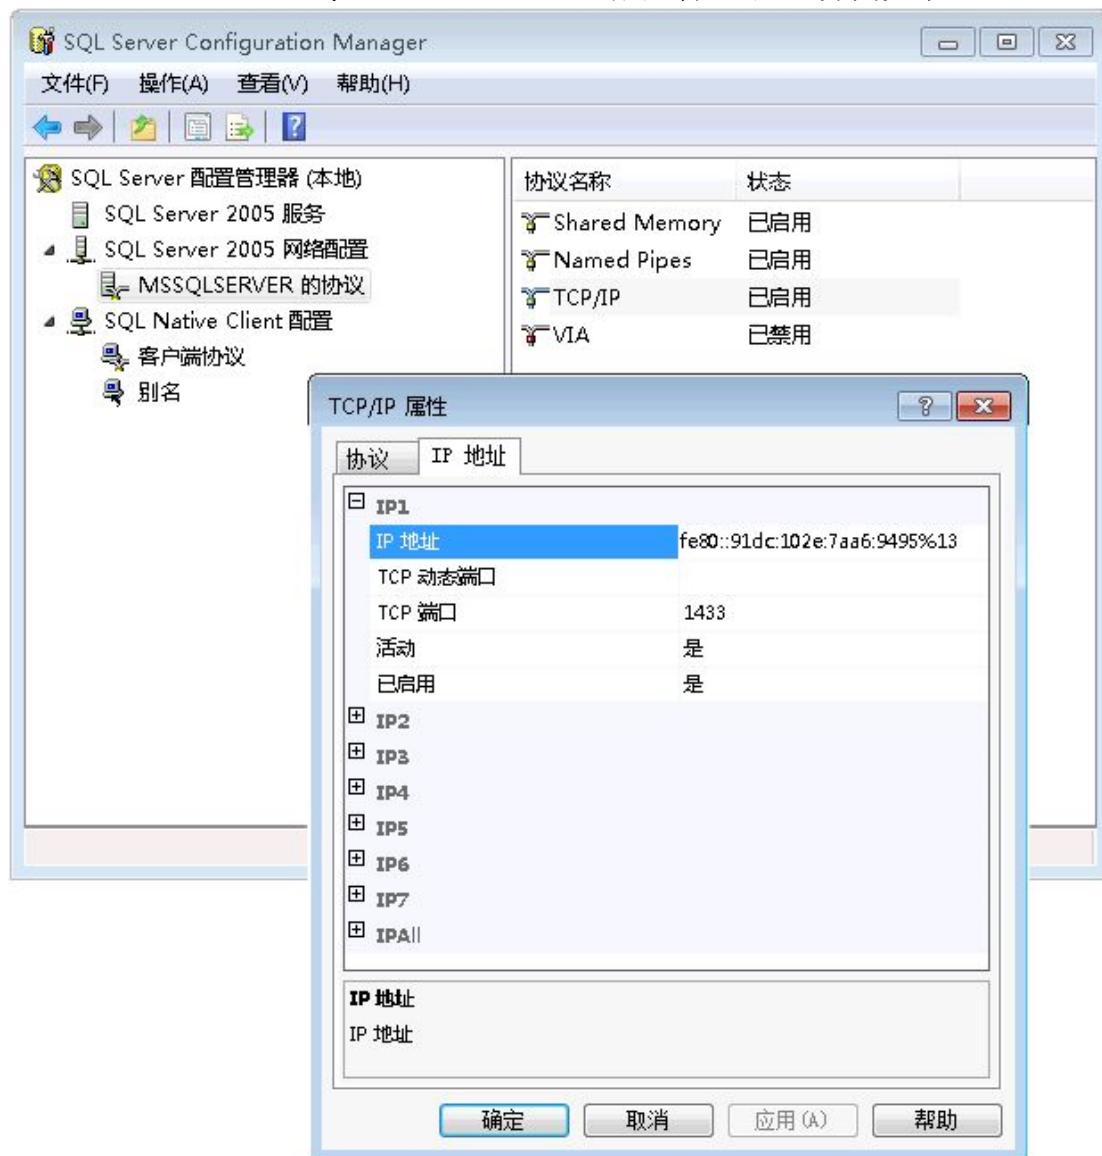 SQL Server Configuration Manager
文件(F) 操作(A) 查看(V) 帮助(H)
SQL Server 配置管理器 (本地)
SQL Server 2005 服务
SQL Server 2005 网络配置
MSSQLSERVER 的协议
SQL Native Client 配置
客户端协议
别名
协议名称 状态
Shared Memory 已启用
Named Pipes 已启用
TCP/IP 已启用
VIA 已禁用
TCP/IP 属性
协议 IP 地址
IP1
IP 地址 fe80::91dc:102e:7aa6:9495%13
TCP 动态端口
TCP 端口 1433
活动 是
已启用 是
IP2
IP3
IP4
IP5
IP6
IP7
IPAll
IP 地址
IP 地址
确定 取消 应用(A) 帮助